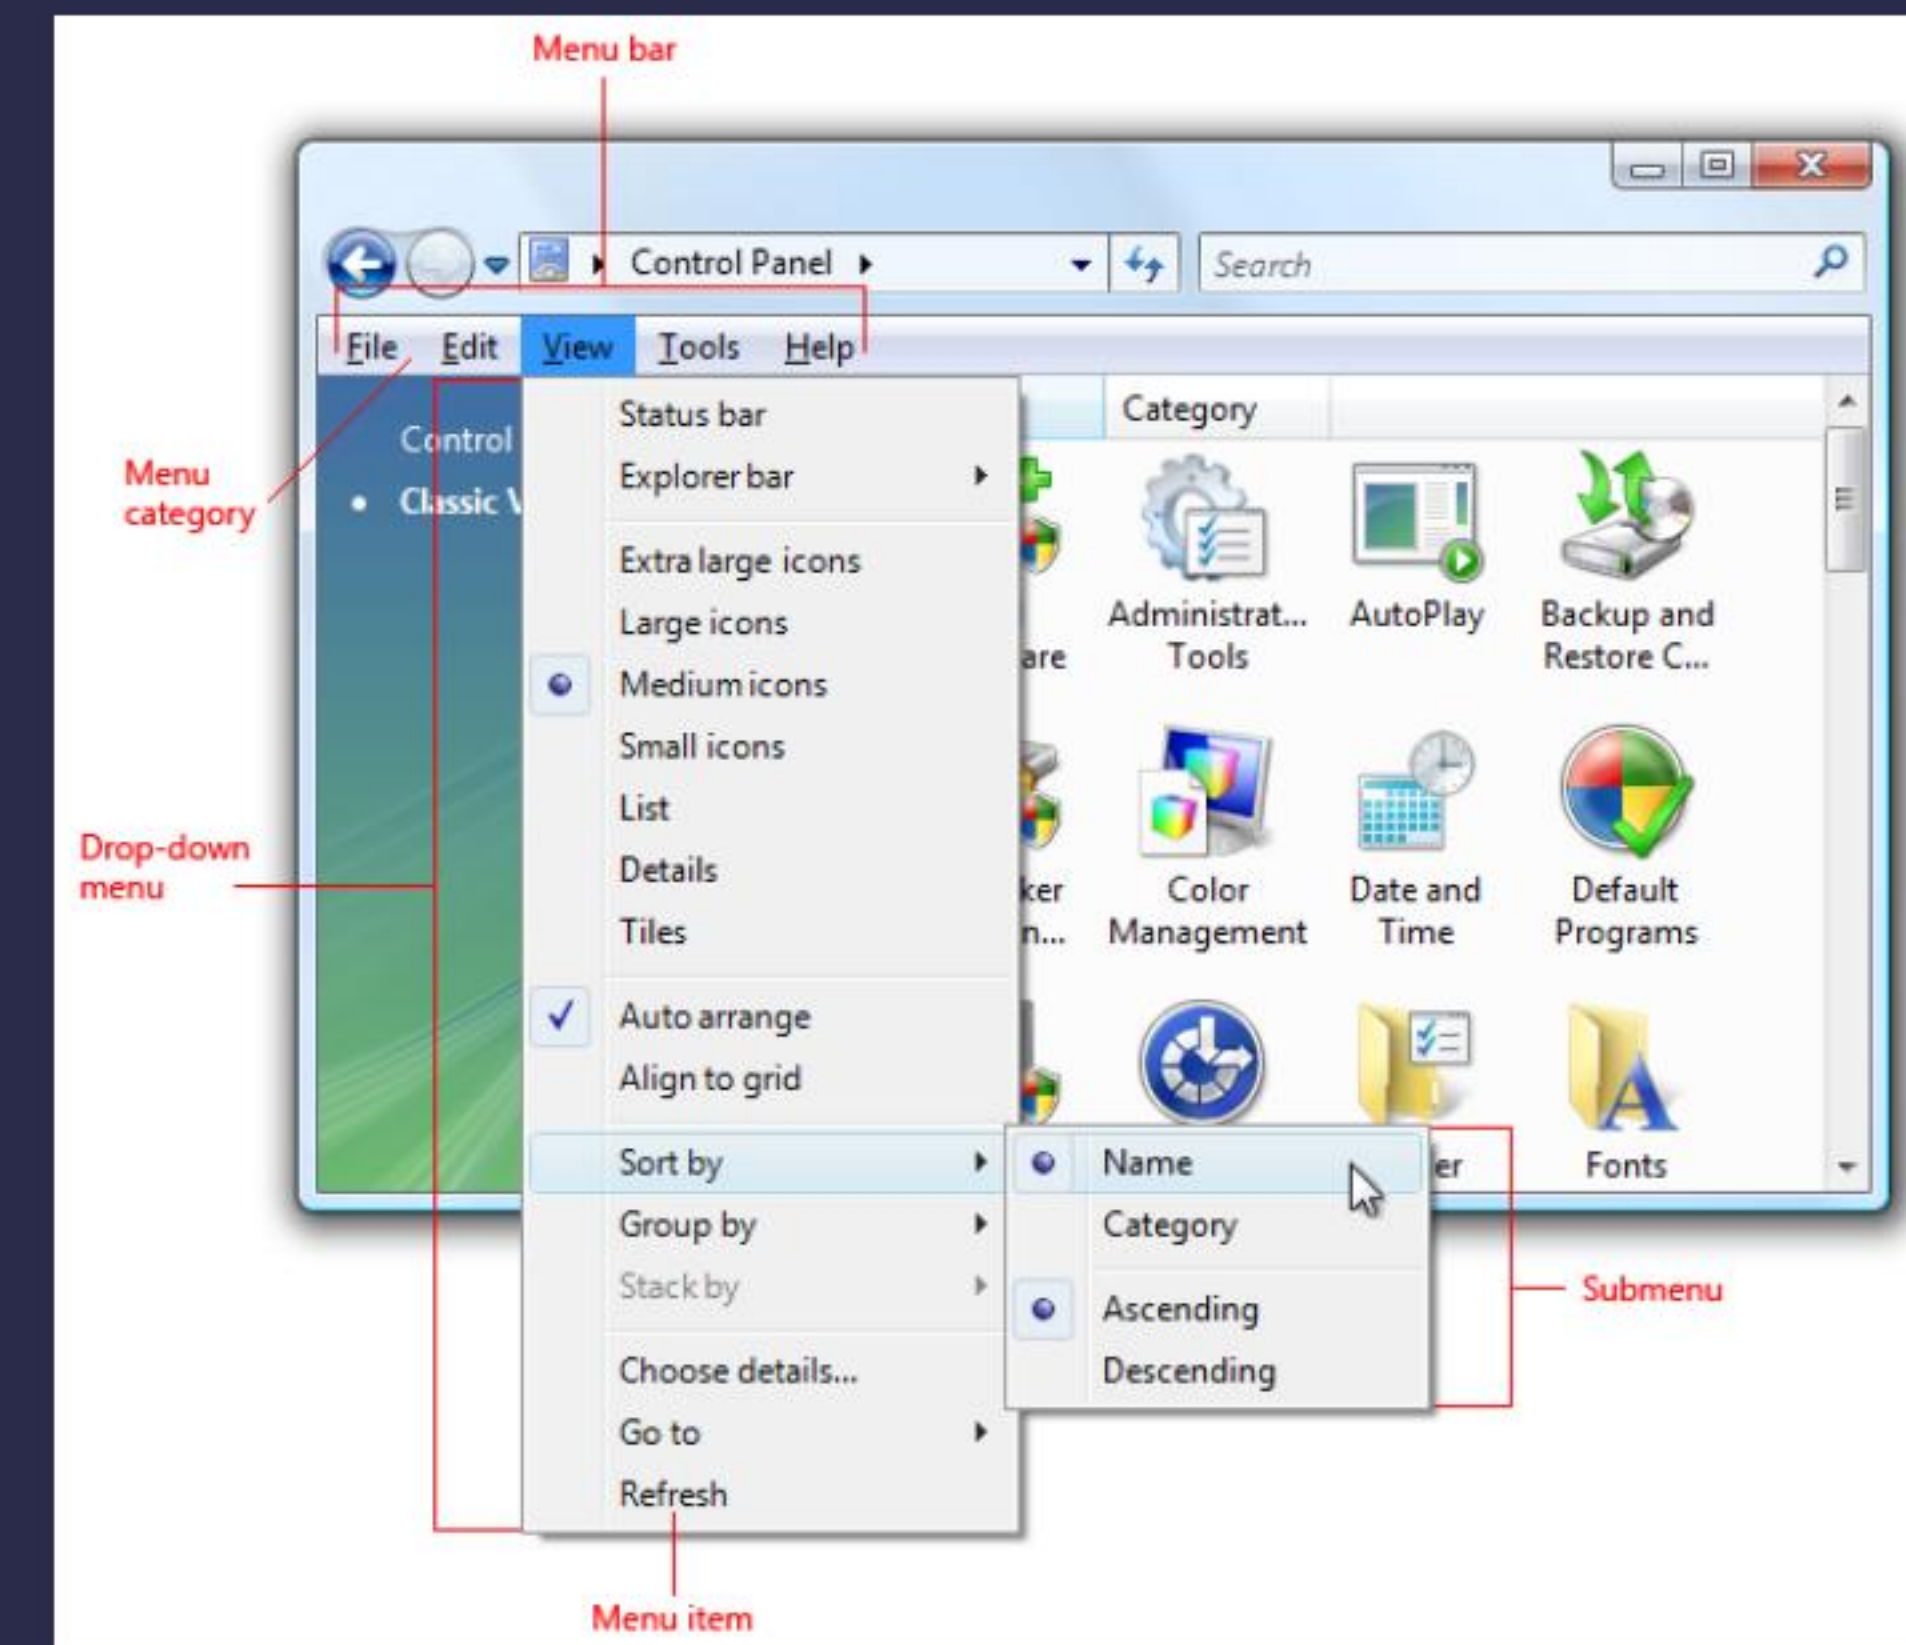 Menu bar
Control Panel
Search
File Edit View Tools Help
Menu
category
Drop-down
menu
Control
Classic V
Status bar
Explorer bar
Extra large icons
Large icons
Medium icons
Small icons
List
Details
Tiles
Auto arrange
Align to grid
Sort by
Group by
Stack by
Choose details...
Go to
Refresh
Name
Category
Ascending
Descending
Submenu
Category
are
Administrat...
Tools
AutoPlay
Backup and
Restore C...
ker
n...
Color
Management
Date and
Time
Default
Programs
er
Fonts
Menu item